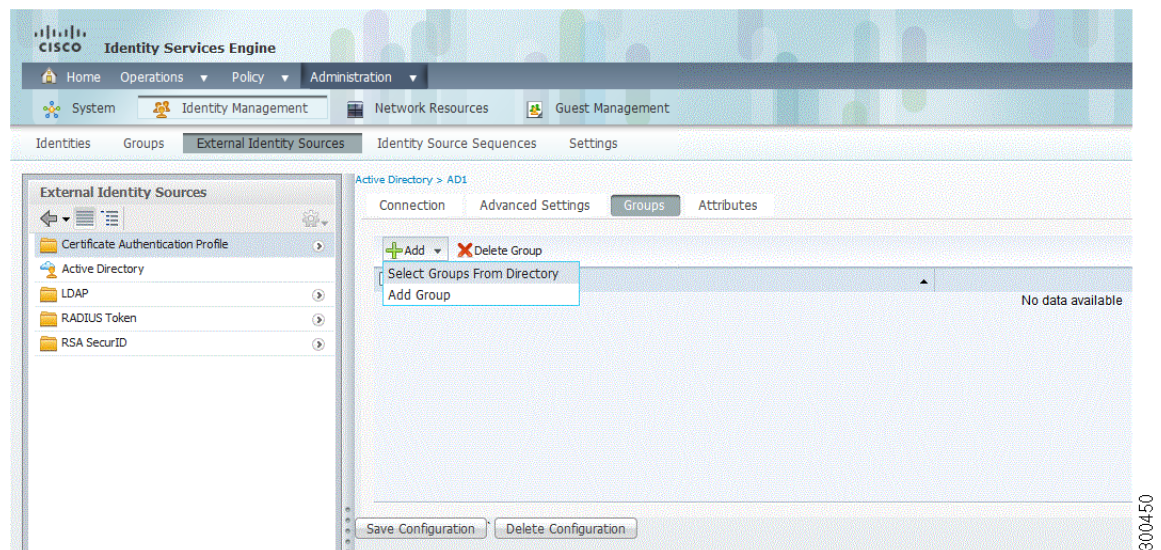 CISCO Identity Services Engine
Home Operations Policy Administration
System Identity Management Network Resources Guest Management
Identities Groups External Identity Sources Identity Source Sequences Settings
External Identity Sources
Certificate Authentication Profile
Active Directory
LDAP
RADIUS Token
RSA SecurID
Active Directory > AD1
Connection Advanced Settings Groups Attributes
Add Delete Group
Select Groups From Directory
Add Group
No data available
Save Configuration Delete Configuration
300450